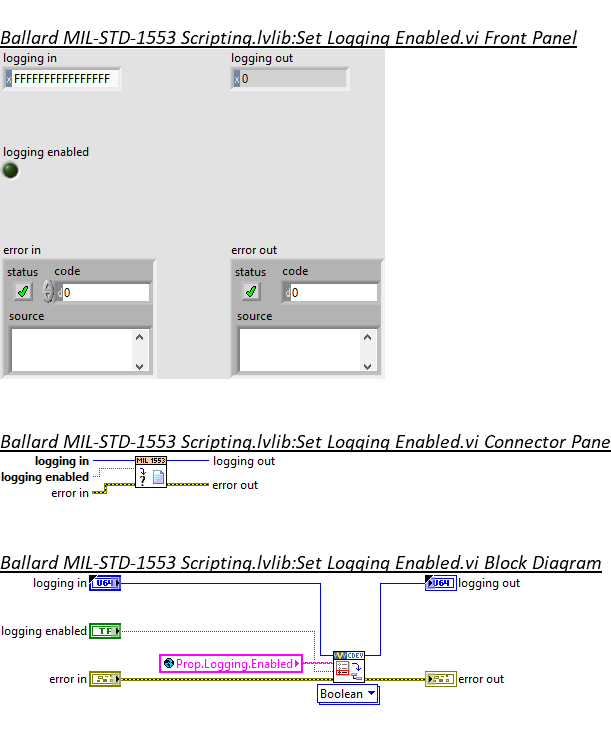 Ballard MIL-STD-1553 Scripting.lvlib:Set Logging Enabled.vi Front Panel
logging in logging out
x FFFFFFFFFFFFFFFF x 0
logging enabled
error in error out
status code status code
d 0 d 0
source source
Ballard MIL-STD-1553 Scripting.lvlib:Set Logging Enabled.vi Connector Pane
logging in MIL 1553 logging out
logging enabled ?
error in error out
Ballard MIL-STD-1553 Scripting.lvlib:Set Logging Enabled.vi Block Diagram
logging in U64 U64 logging out
logging enabled TF
CDEV
Prop.Logging.Enabled
error in error out
Boolean